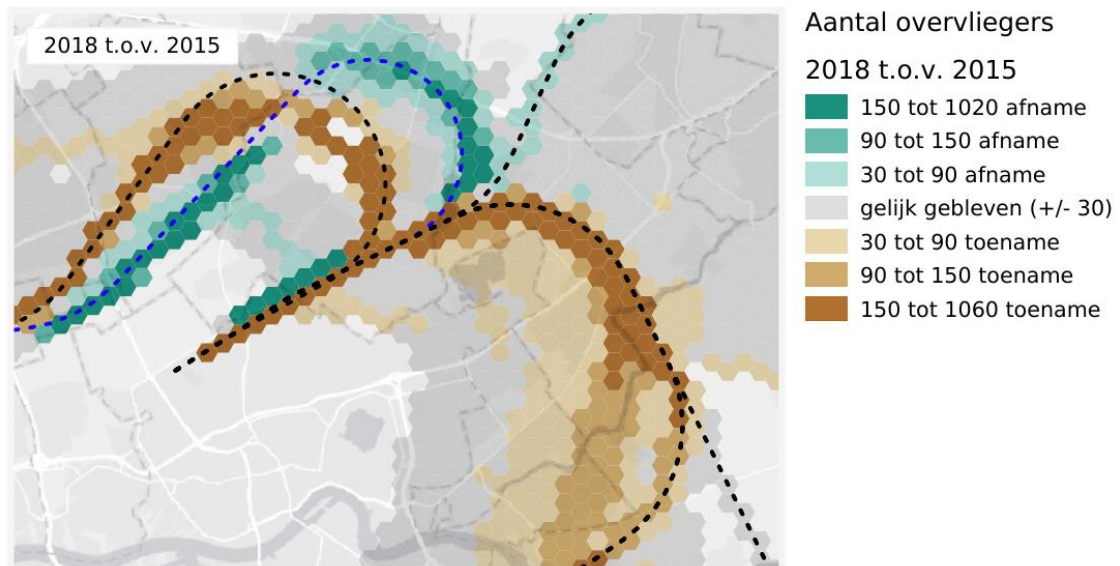 2018 t.o.v. 2015
Aantal overvliegers
2018 t.o.v. 2015
150 tot 1020 afname
90 tot 150 afname
30 tot 90 afname
gelijk gebleven (+/- 30)
30 tot 90 toename
90 tot 150 toename
150 tot 1060 toename